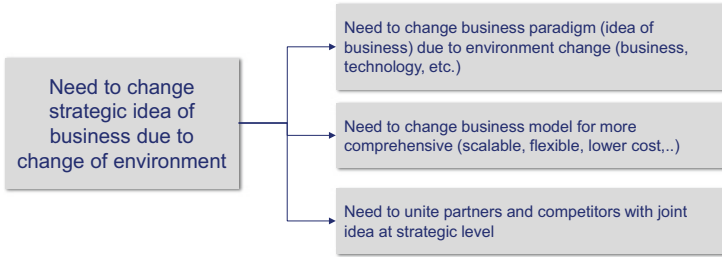 Need to change
strategic idea of
business due to
change of environment
Need to change business paradigm (idea of
business) due to environment change (business,
technology, etc.)
Need to change business model for more
comprehensive (scalable, flexible, lower cost,..)
Need to unite partners and competitors with joint
idea at strategic level